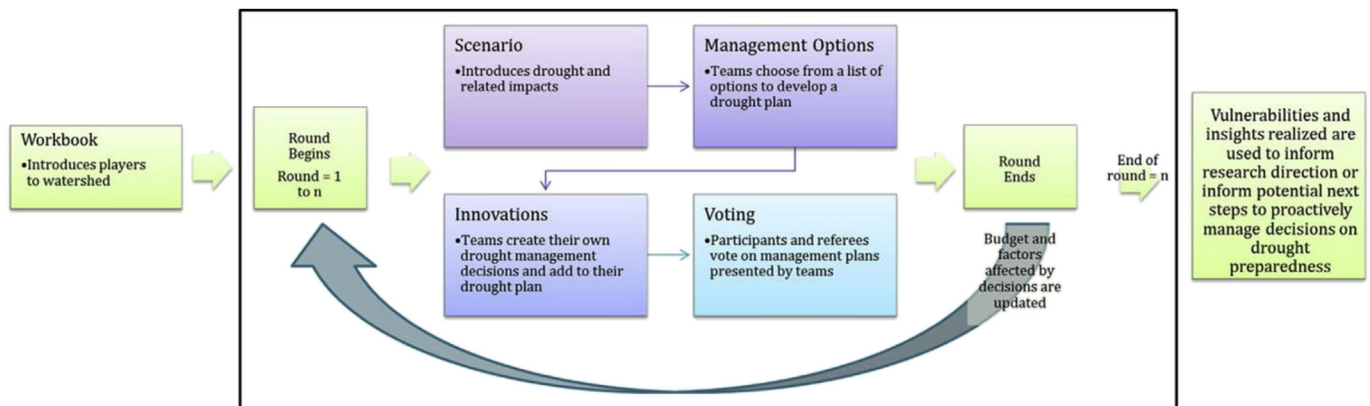 Workbook
•Introduces players
to watershed
Round
Begins
Round = 1
to n
Scenario
•Introduces drought and
related impacts
Management Options
•Teams choose from a list of
options to develop a
drought plan
Innovations
•Teams create their own
drought management
decisions and add to their
drought plan
Voting
•Participants and referees
vote on management plans
presented by teams
Round
Ends
Budget and
factors
affected by
decisions are
updated
End of
round = n
Vulnerabilities and
insights realized are
used to inform
research direction or
inform potential next
steps to proactively
manage decisions on
drought
preparedness